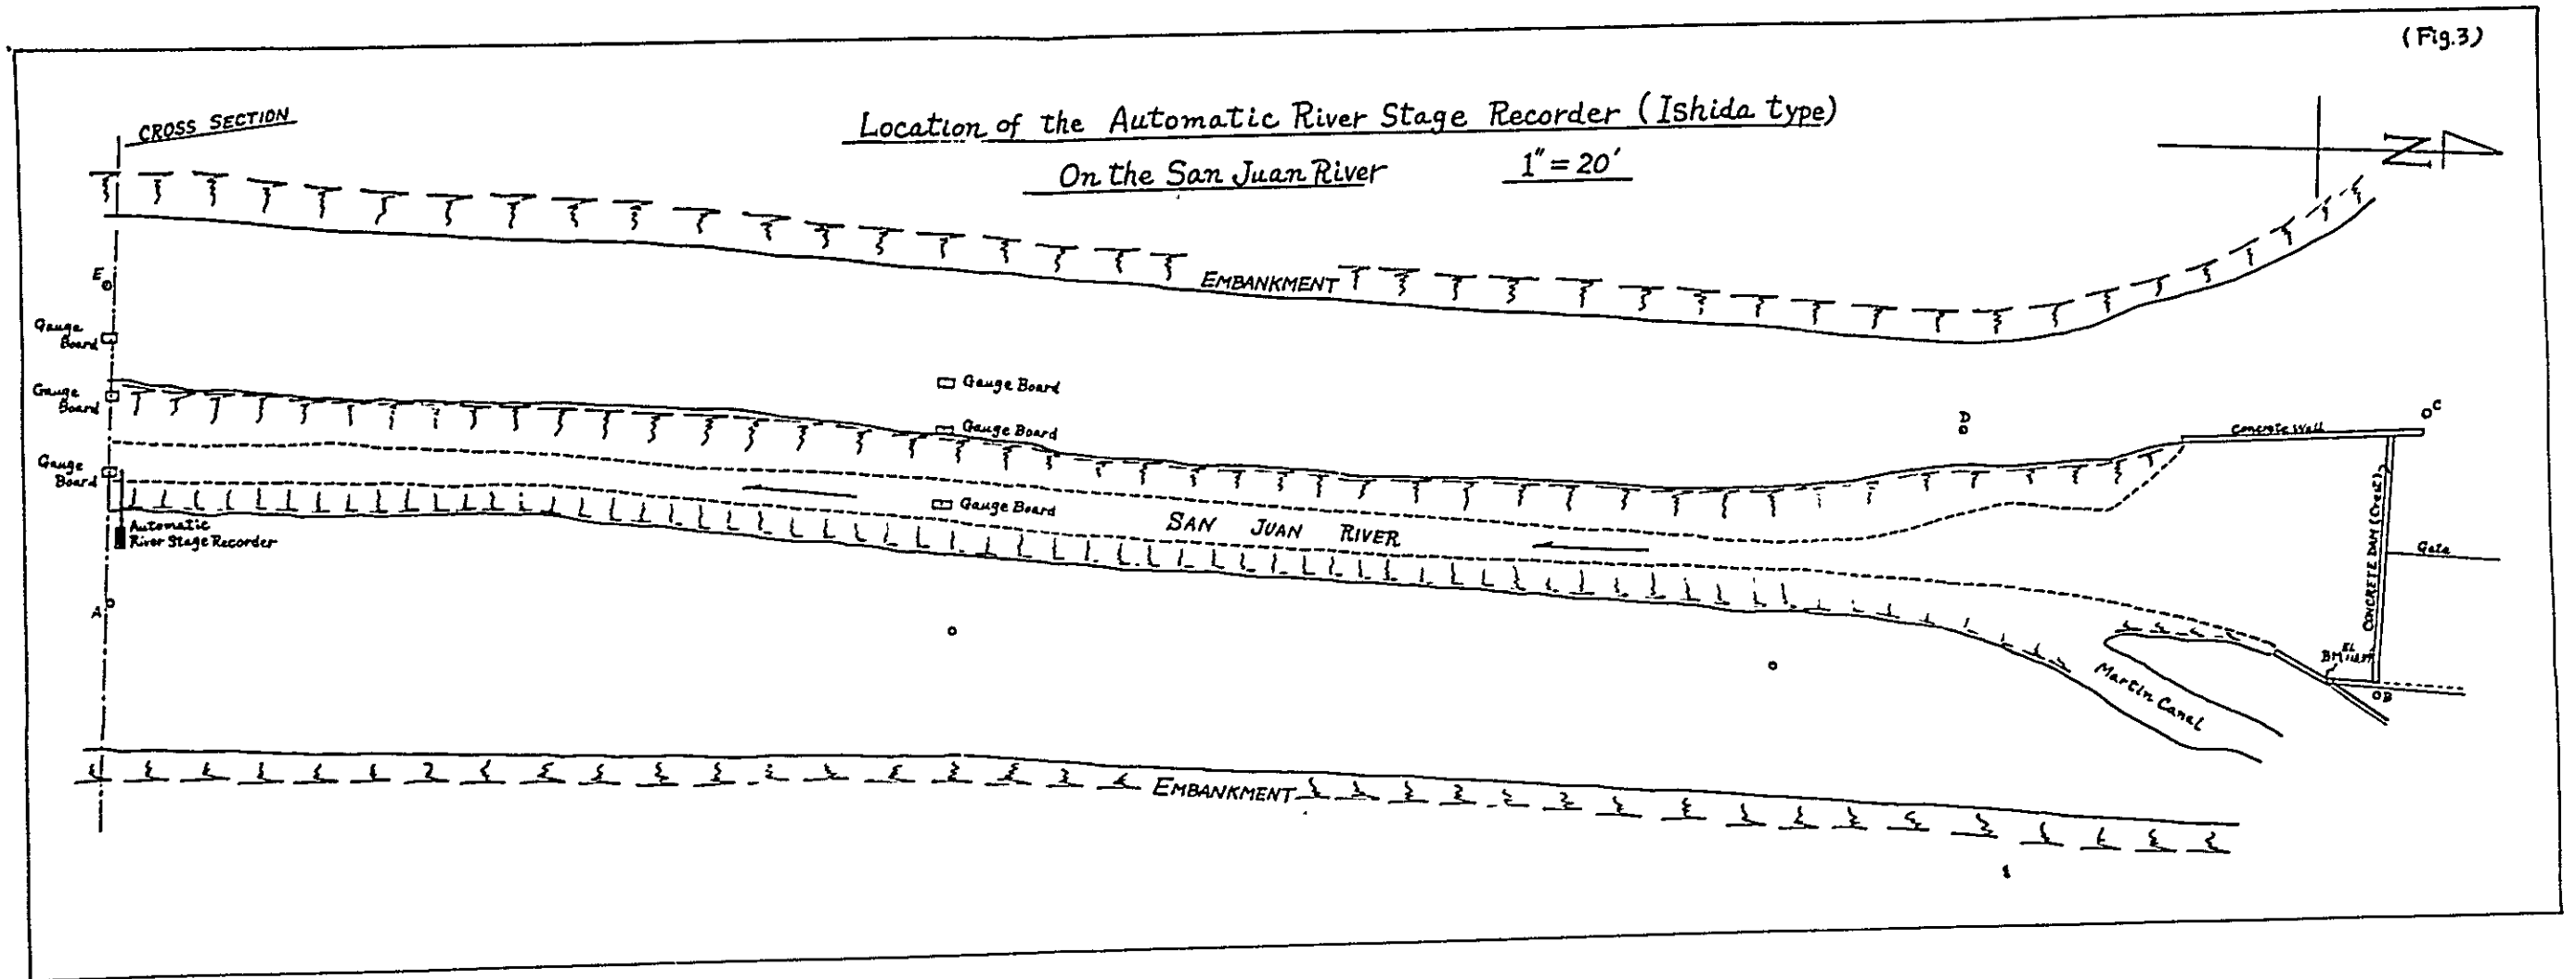 (Fig.3)
CROSS SECTION
Location of the Automatic River Stage Recorder (Ishida type)
On the San Juan River 1" = 20'
N
EMBANKMENT
E
Gauge
Board
Gauge
Board
Gauge
Board
Gauge Board
Gauge Board
Gauge Board
D
C
Concrete Wall
CONCRETE DAM (Crest)
Gate
SAN JUAN RIVER
Automatic
River Stage Recorder
A
Martin Canal
EL
BM
B
EMBANKMENT